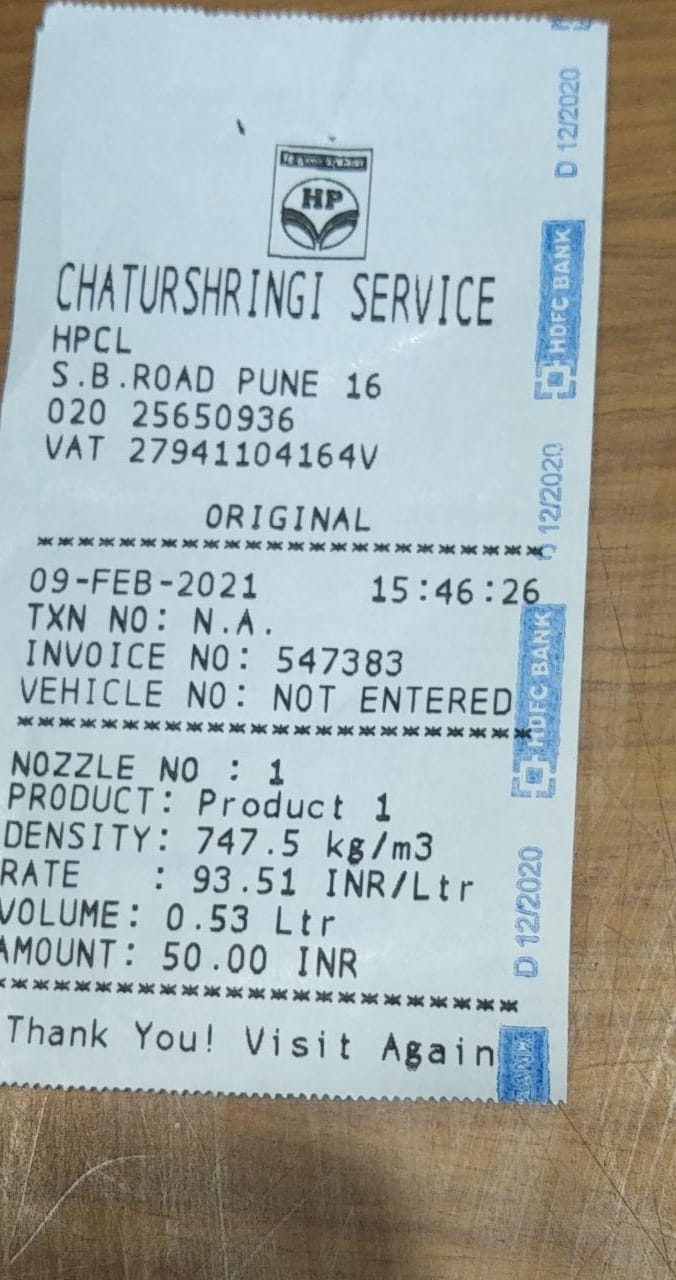 HP
CHATURSHRINGI SERVICE
HPCL
S.B.ROAD PUNE 16
020 25650936
VAT 27941104164V
ORIGINAL
************************
09-FEB-2021 15:46:26
TXN NO: N.A.
INVOICE NO: 547383
VEHICLE NO: NOT ENTERED
************************
NOZZLE NO : 1
PRODUCT: Product 1
DENSITY: 747.5 kg/m3
RATE : 93.51 INR/Ltr
VOLUME: 0.53 Ltr
AMOUNT: 50.00 INR
************************
Thank You! Visit Again
D 12/2020
HDFC BANK
12/2020
HDFC BANK
D 12/2020
BANK